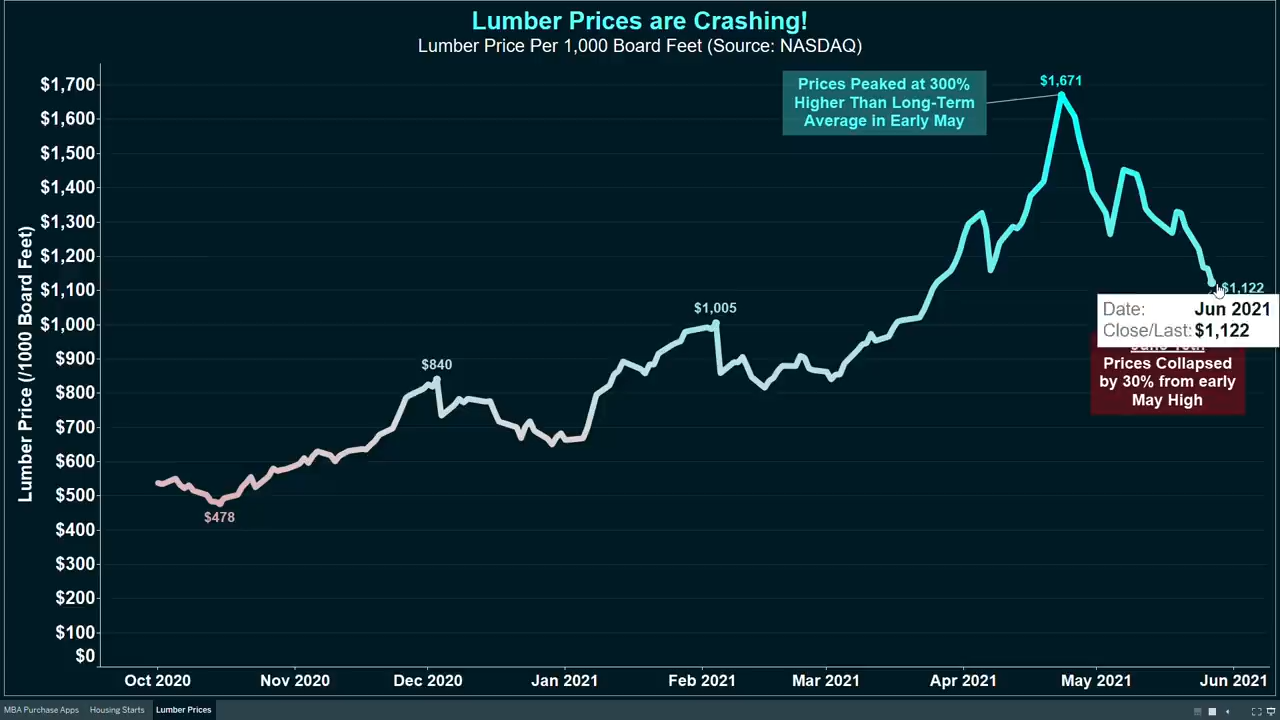 Lumber Prices are Crashing!
Lumber Price Per 1,000 Board Feet (Source: NASDAQ)
Lumber Price (/1000 Board Feet)
$1,700
$1,600
$1,500
$1,400
$1,300
$1,200
$1,100
$1,000
$900
$800
$700
$600
$500
$400
$300
$200
$100
$0
Prices Peaked at 300%
Higher Than Long-Term
Average in Early May
$1,671
$1,005
$840
$478
$1,122
Date: Jun 2021
Close/Last: $1,122
Prices Collapsed
by 30% from early
May High
Oct 2020 Nov 2020 Dec 2020 Jan 2021 Feb 2021 Mar 2021 Apr 2021 May 2021 Jun 2021
MBA Purchase Apps Housing Starts Lumber Prices